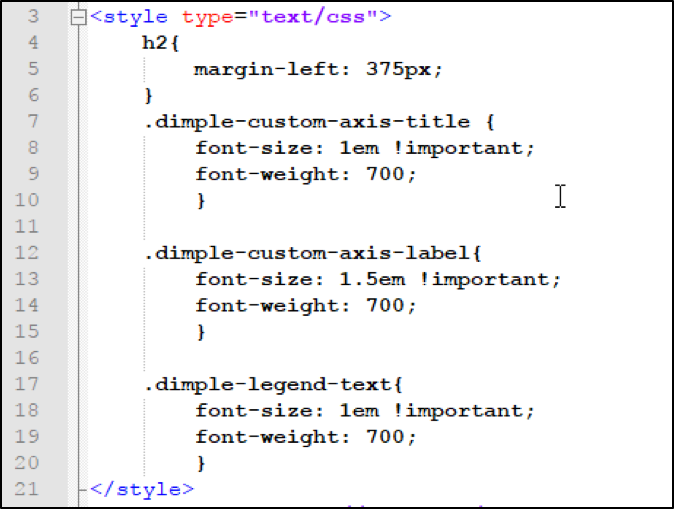 3 <style type="text/css">
4 h2{
5 margin-left: 375px;
6 }
7 .dimple-custom-axis-title {
8 font-size: 1em !important;
9 font-weight: 700;
10 }
11
12 .dimple-custom-axis-label{
13 font-size: 1.5em !important;
14 font-weight: 700;
15 }
16
17 .dimple-legend-text{
18 font-size: 1em !important;
19 font-weight: 700;
20 }
21 </style>